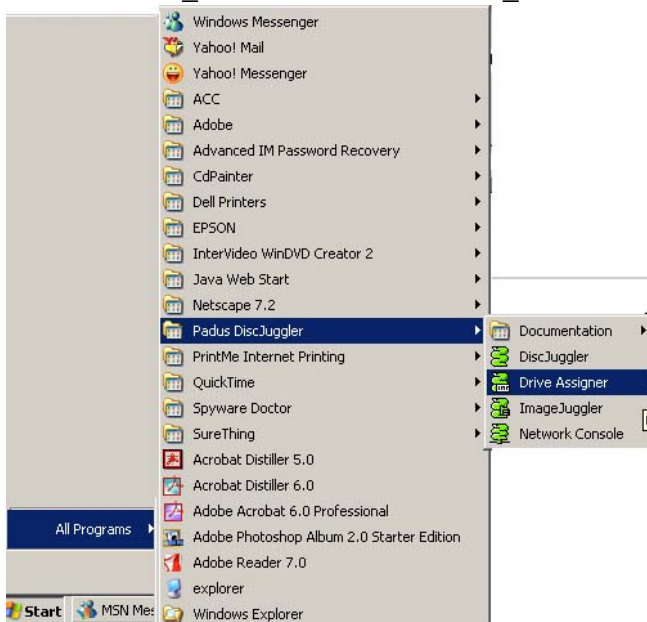 Windows Messenger
Yahoo! Mail
Yahoo! Messenger
ACC
Adobe
Advanced IM Password Recovery
CdPainter
Dell Printers
EPSON
InterVideo WinDVD Creator 2
Java Web Start
Netscape 7.2
Padus DiscJuggler
PrintMe Internet Printing
QuickTime
Spyware Doctor
SureThing
Acrobat Distiller 5.0
Acrobat Distiller 6.0
Adobe Acrobat 6.0 Professional
Adobe Photoshop Album 2.0 Starter Edition
Adobe Reader 7.0
explorer
Windows Explorer
Documentation
DiscJuggler
Drive Assigner
ImageJuggler
Network Console
All Programs
Start
MSN Mes